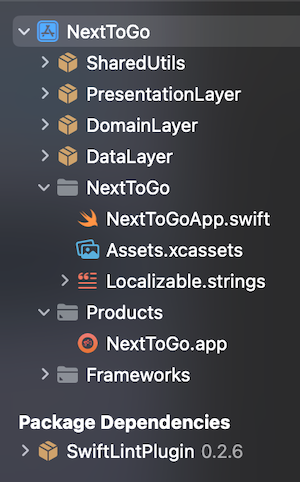 NextToGo
SharedUtils
PresentationLayer
DomainLayer
DataLayer
NextToGo
NextToGoApp.swift
Assets.xcassets
Localizable.strings
Products
NextToGo.app
Frameworks
Package Dependencies
SwiftLintPlugin 0.2.6